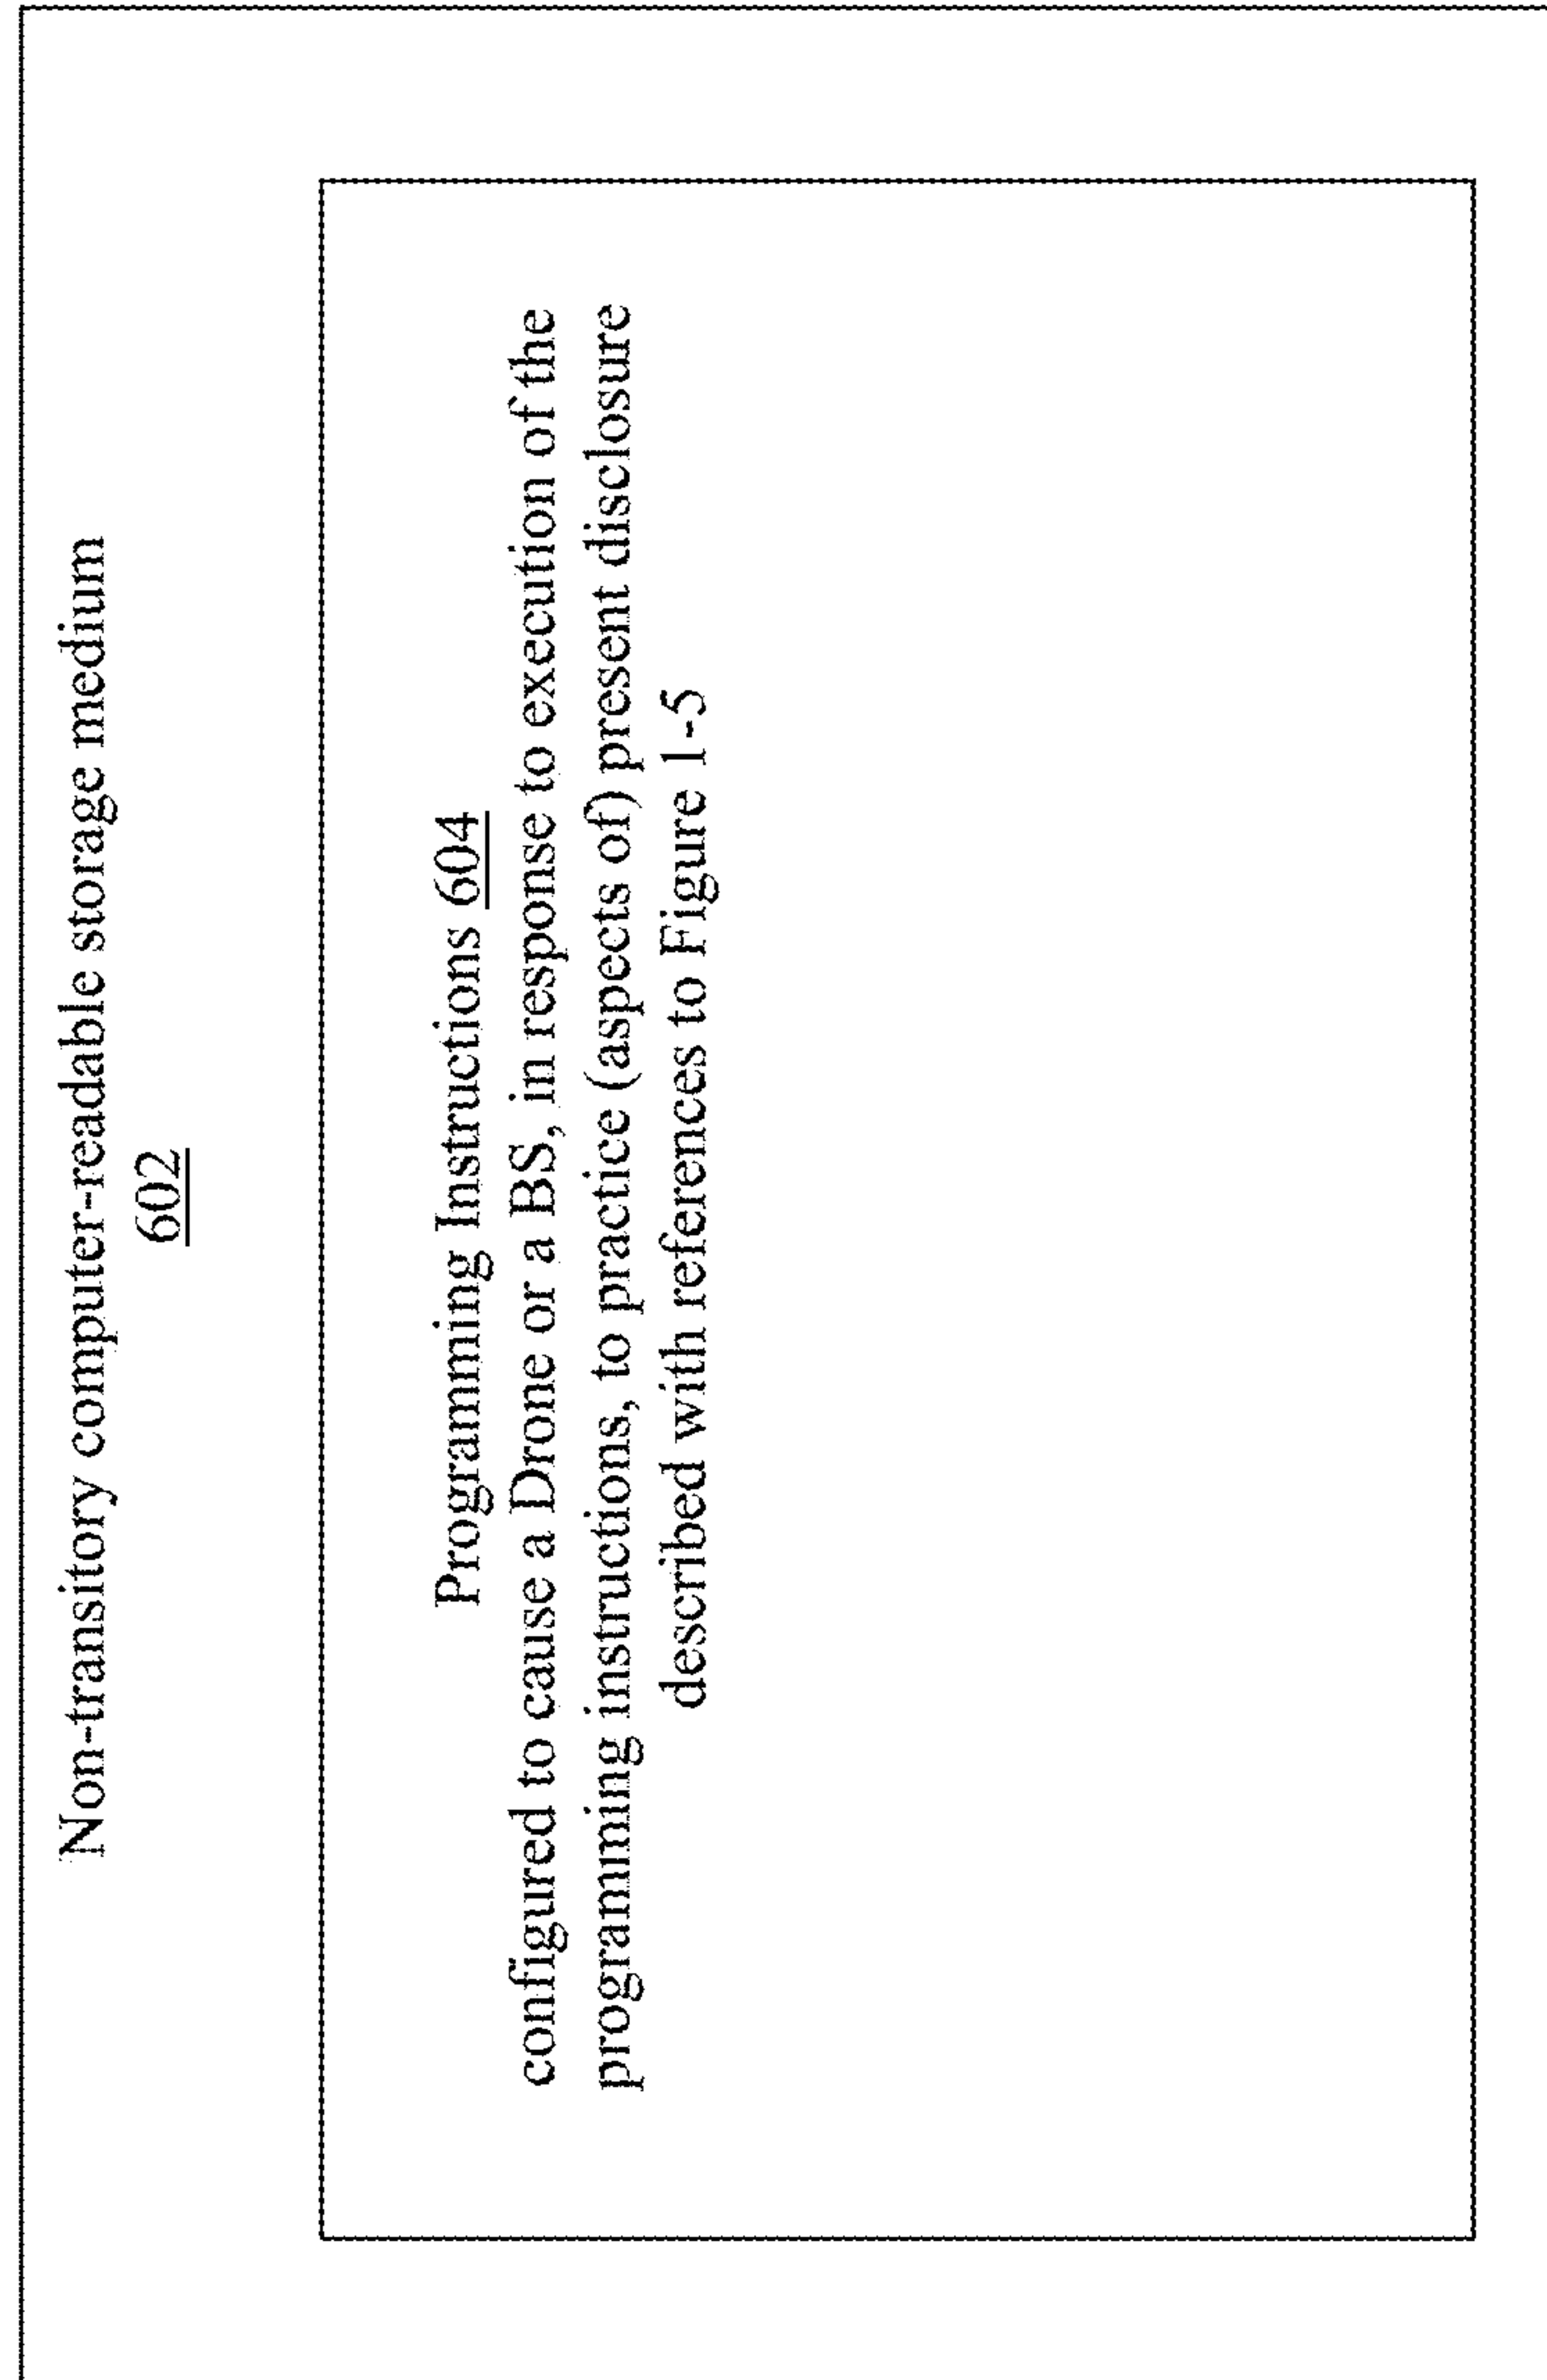 Non-transitory computer-readable storage medium
602
Programming Instructions 604
configured to cause a Drone or a BS, in response to execution of the
programming instructions, to practice (aspects of) present disclosure
described with references to Figure 1-5